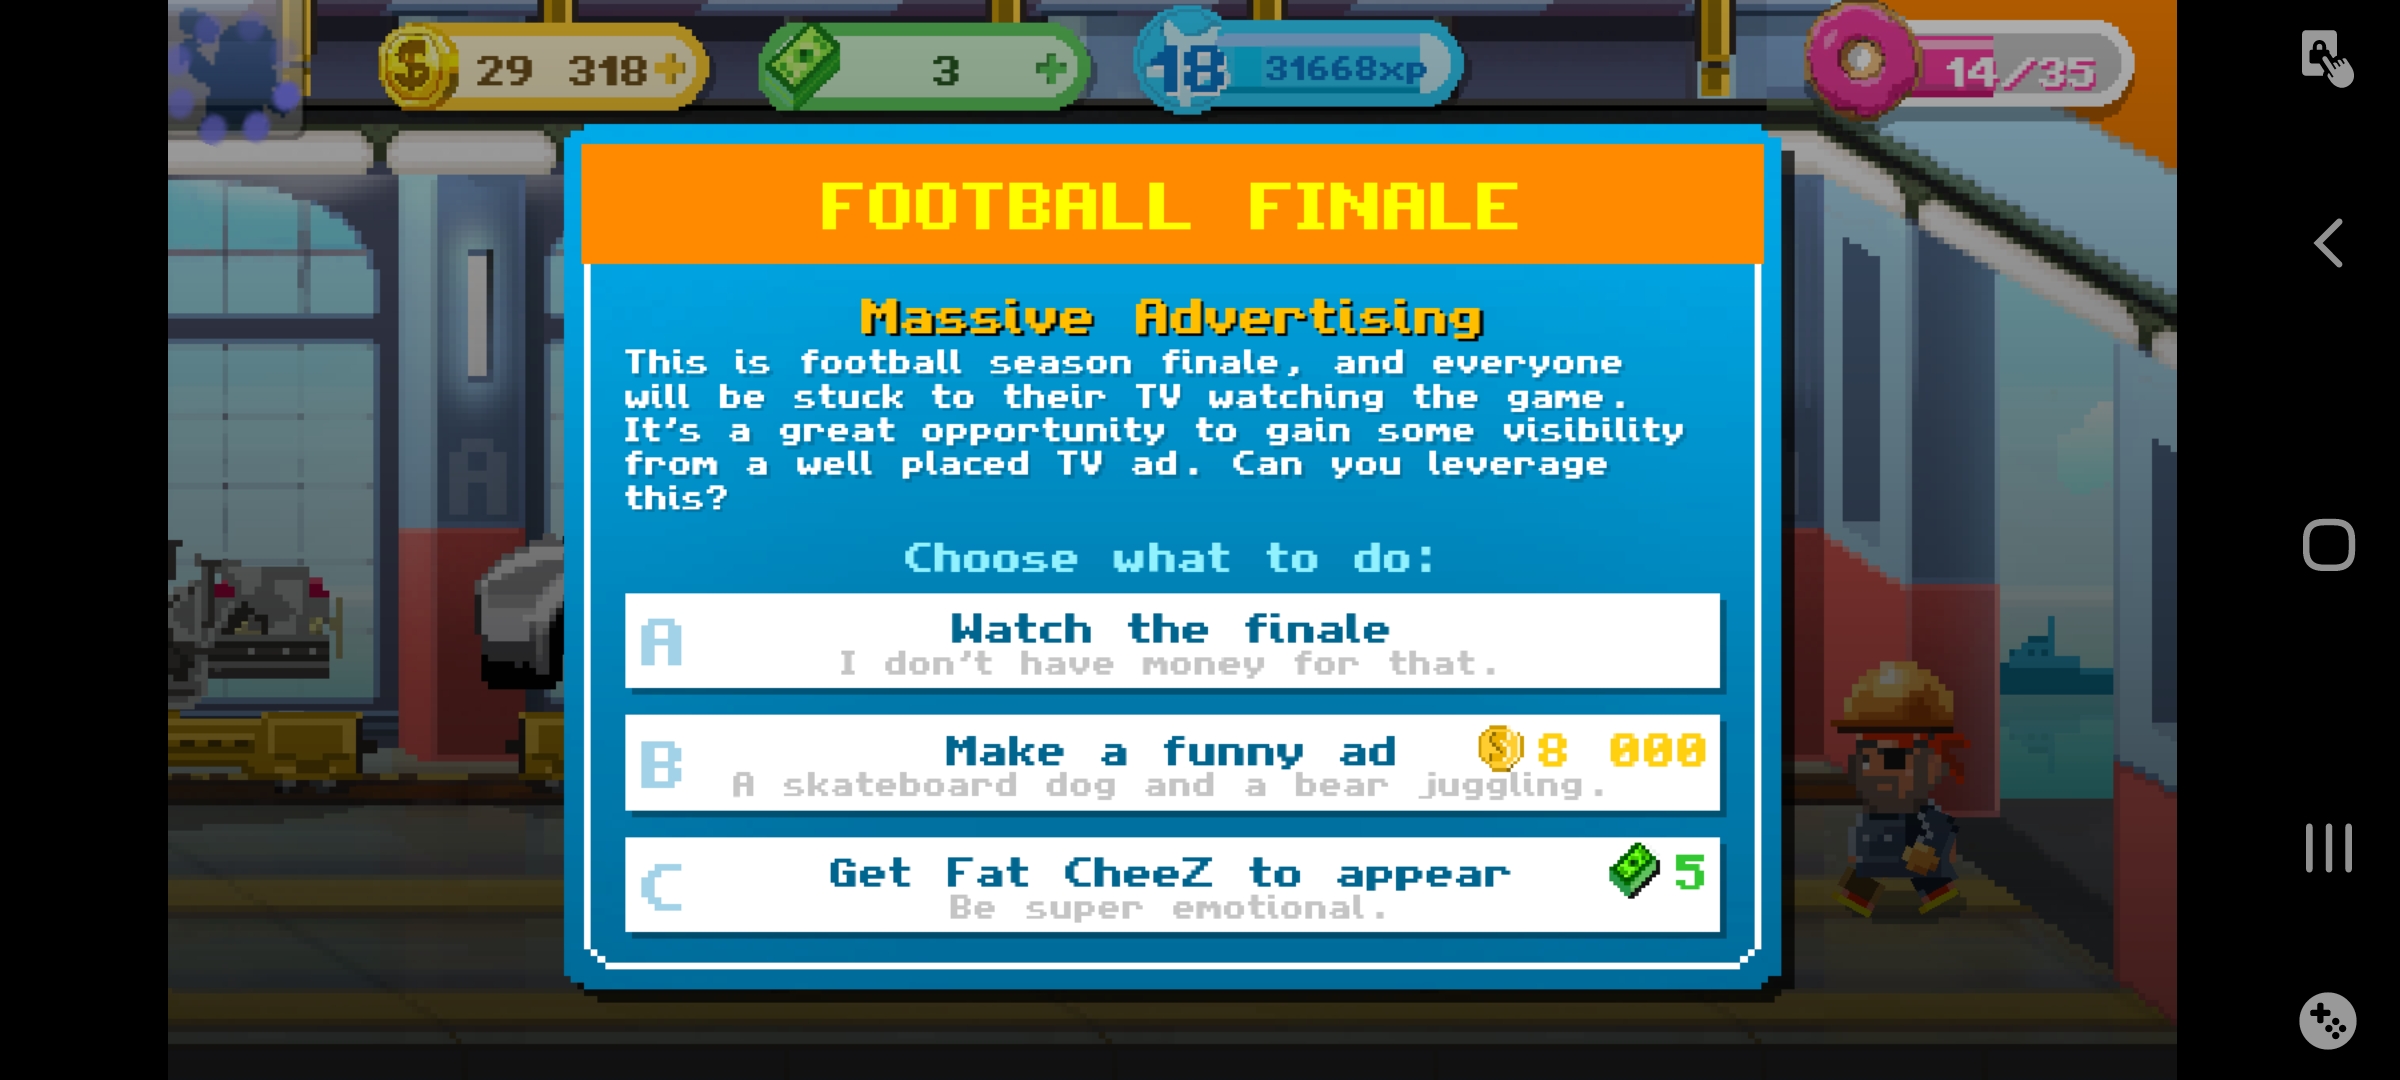 29 318 +
3 +
18 31668xp
14/35
FOOTBALL FINALE
Massive Advertising
This is football season finale, and everyone
will be stuck to their TV watching the game.
It's a great opportunity to gain some visibility
from a well placed TV ad. Can you leverage
this?
Choose what to do:
A Watch the finale
I don't have money for that.
B Make a funny ad 8 000
A skateboard dog and a bear juggling.
C Get Fat CheeZ to appear 5
Be super emotional.
A